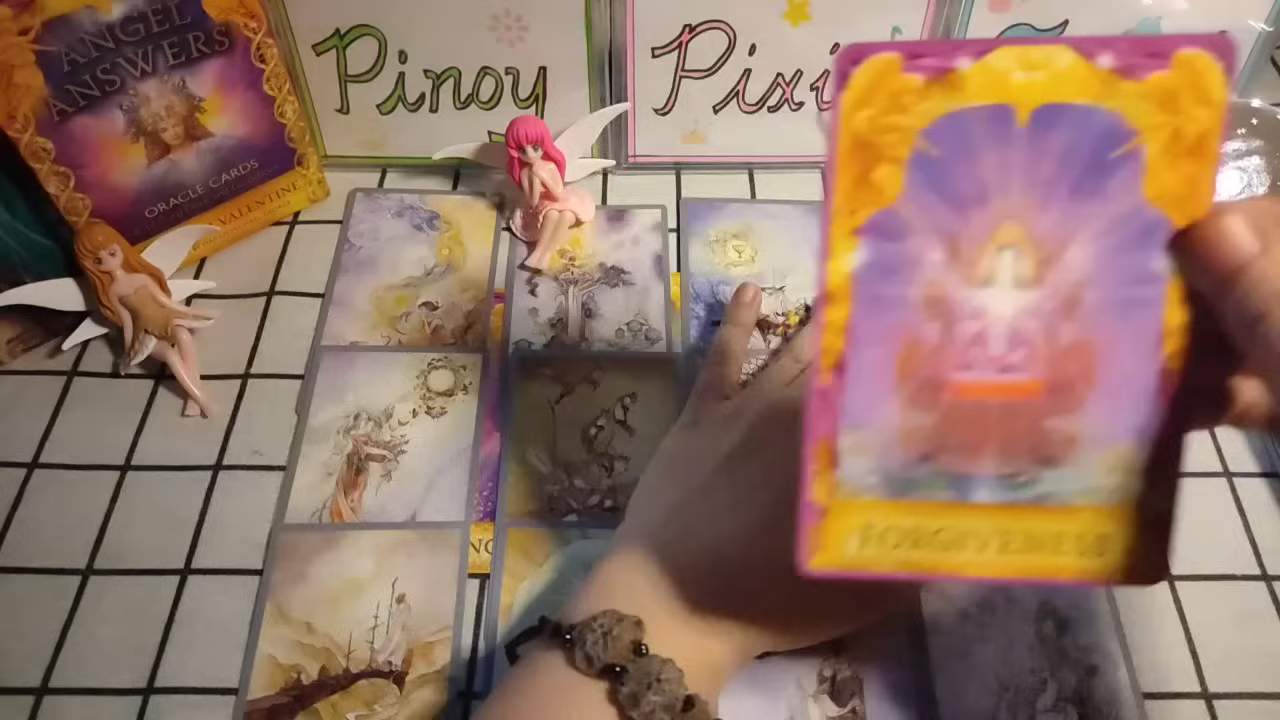 ANGEL
ANSWERS
ORACLE CARDS
VALENTINE
Pinoy
Pixi
FORGIVENESS